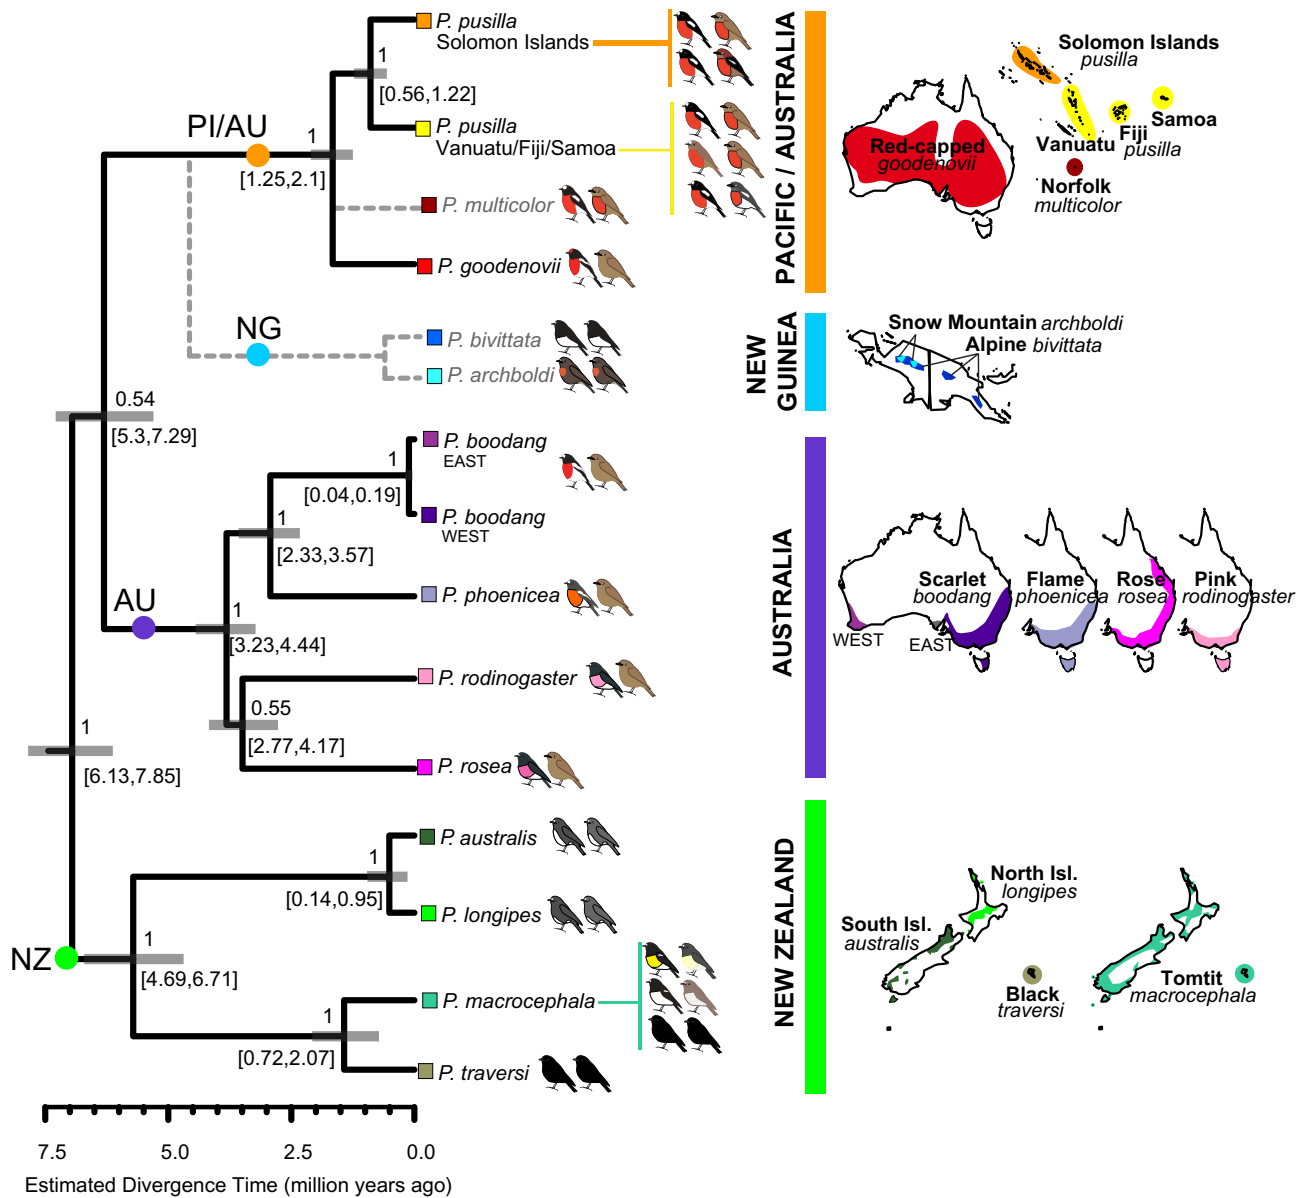 P. pusilla
Solomon Islands
1
[0.56,1.22]
PI/AU
1
[1.25,2.1]
P. pusilla
Vanuatu/Fiji/Samoa
P. multicolor
P. goodenovii
NG
P. bivittata
P. archboldi
0.54
[5.3,7.29]
P. boodang
EAST
1
[0.04,0.19]
P. boodang
WEST
1
[2.33,3.57]
P. phoenicea
AU
1
[3.23,4.44]
P. rodinogaster
0.55
[2.77,4.17]
P. rosea
1
[6.13,7.85]
P. australis
1
[0.14,0.95]
P. longipes
NZ
1
[4.69,6.71]
P. macrocephala
1
[0.72,2.07]
P. traversi
7.5 5.0 2.5 0.0
Estimated Divergence Time (million years ago)
PACIFIC / AUSTRALIA
NEW
GUINEA
AUSTRALIA
NEW ZEALAND
Solomon Islands
pusilla
Samoa
Fiji
pusilla
Vanuatu
Red-capped
goodenovii
Norfolk
multicolor
Snow Mountain archboldi
Alpine bivittata
Scarlet
boodang
WEST
EAST
Flame
phoenicea
Rose
rosea
Pink
rodinogaster
North Isl.
longipes
South Isl.
australis
Black
traversi
Tomtit
macrocephala